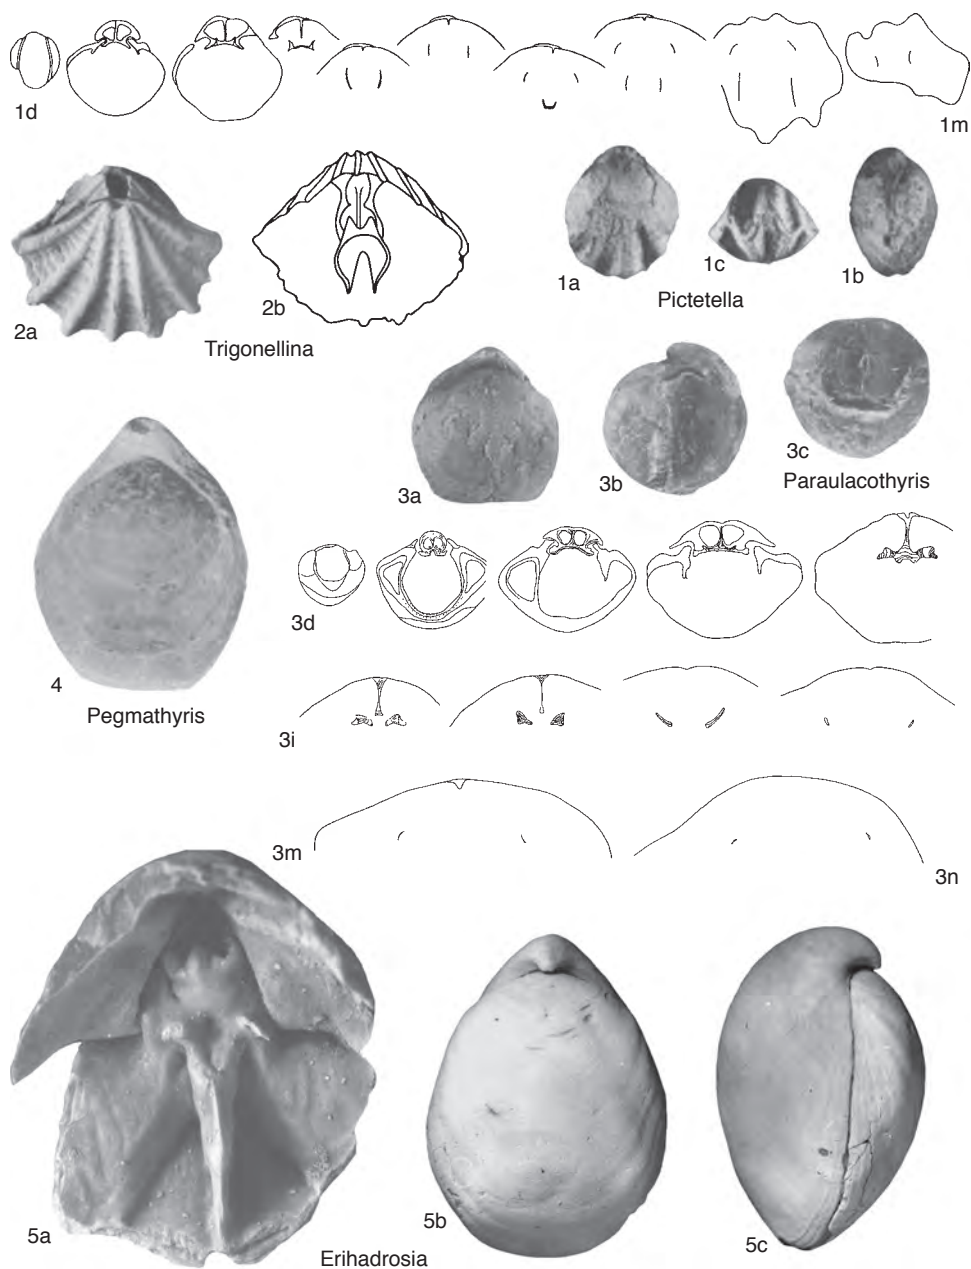 1d
1m
2a
2b
Trigonellina
1a
1c
1b
Pictetella
3a
3b
3c
Paraulacothyris
4
Pegmathyris
3d
3i
3m
3n
5a
5b
5c
Erihadrosia